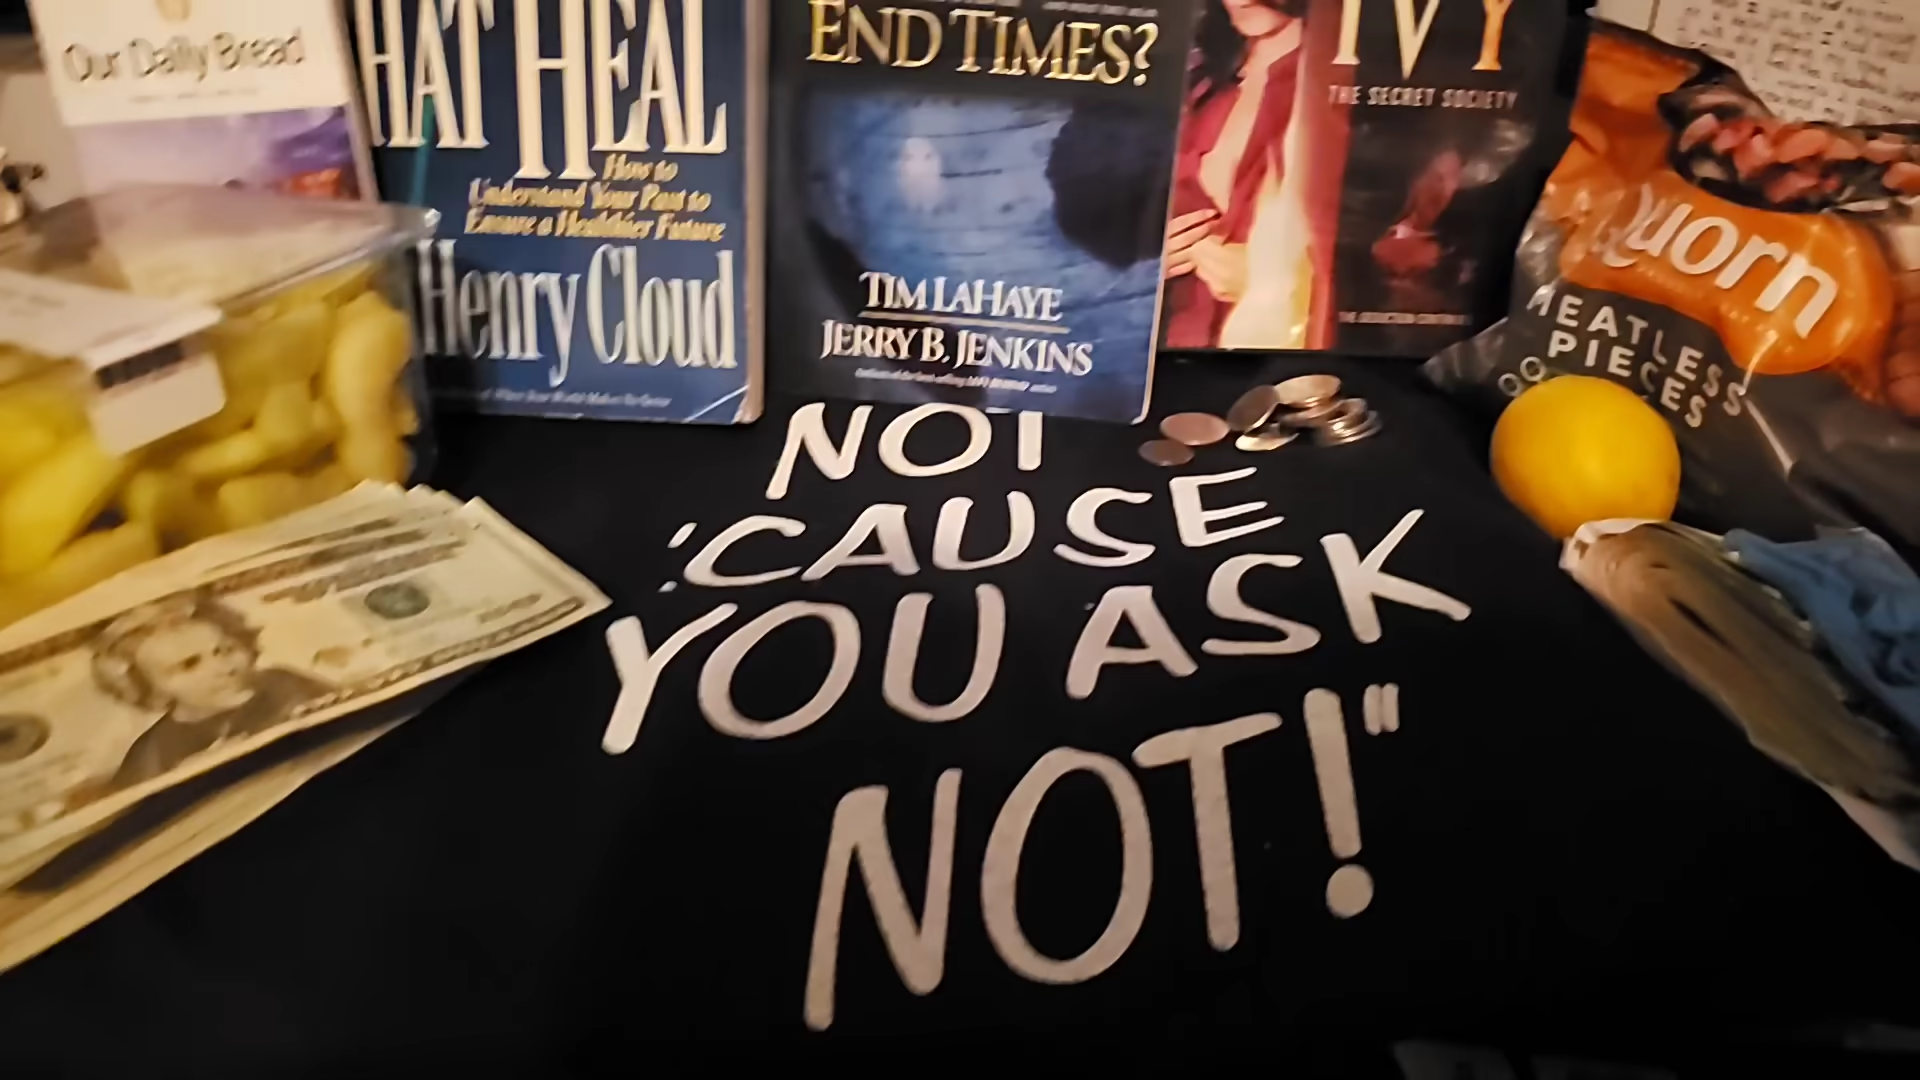 Our Daily Bread
HAT HEAL
How to
Understand Your Past to
Ensure a Healthier Future
Henry Cloud
END TIMES?
TIM LAHAYE
JERRY B. JENKINS
IVY
THE SECRET SOCIETY
Quorn
MEATLESS
PIECES
NOT
'CAUSE
YOU ASK
NOT!"